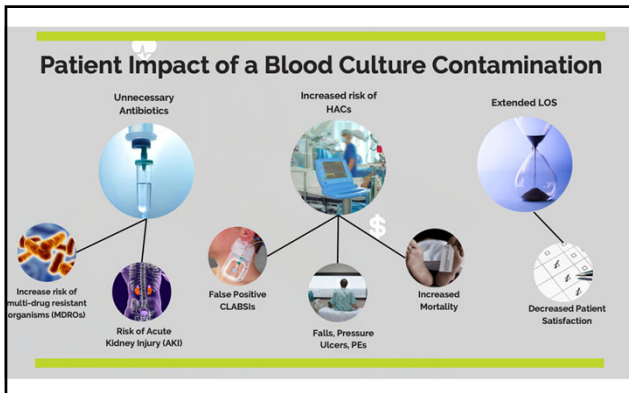 Patient Impact of a Blood Culture Contamination
Unnecessary
Antibiotics
Increased risk of
HACs
Extended LOS
$
Increase risk of
multi-drug resistant
organisms (MDROs)
Risk of Acute
Kidney Injury (AKI)
False Positive
CLABSIs
Falls, Pressure
Ulcers, PEs
Increased
Mortality
Decreased Patient
Satisfaction